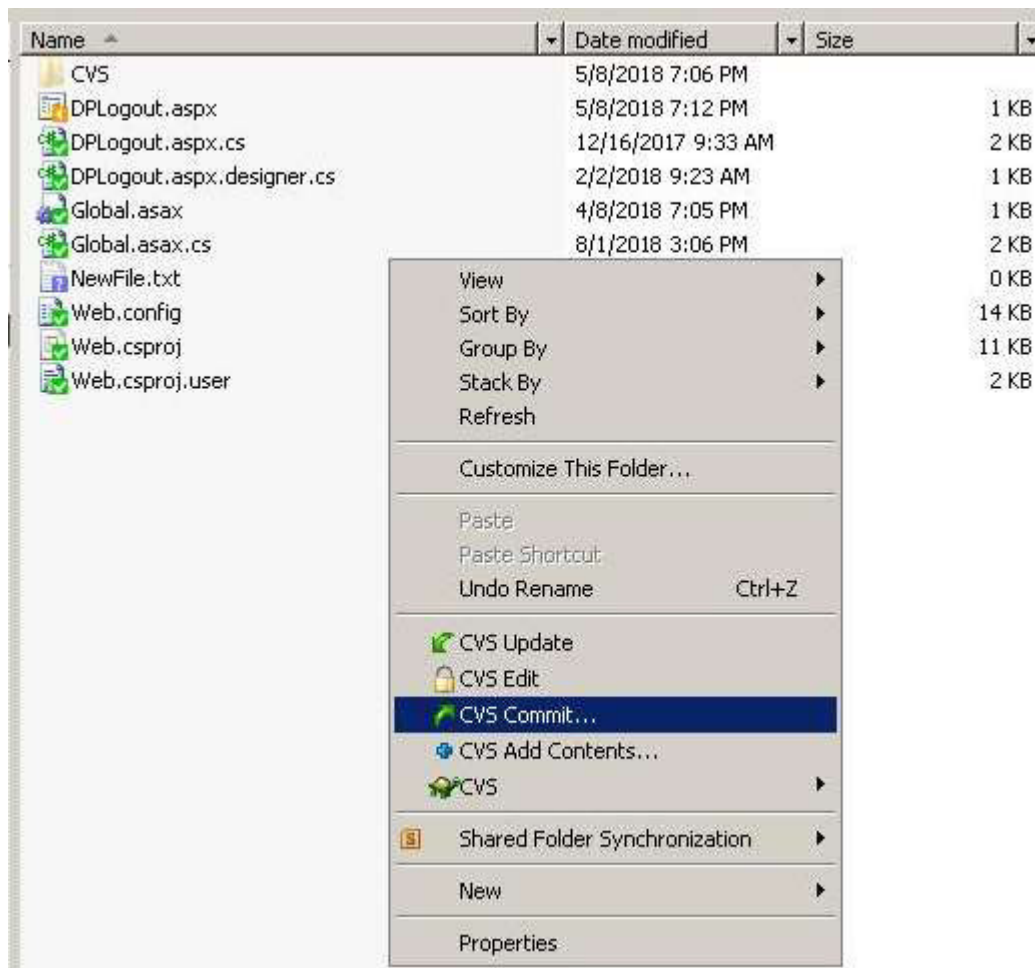 Name Date modified Size
CVS 5/8/2018 7:06 PM
DPLogout.aspx 5/8/2018 7:12 PM 1 KB
DPLogout.aspx.cs 12/16/2017 9:33 AM 2 KB
DPLogout.aspx.designer.cs 2/2/2018 9:23 AM 1 KB
Global.asax 4/8/2018 7:05 PM 1 KB
Global.asax.cs 8/1/2018 3:06 PM 2 KB
NewFile.txt 0 KB
Web.config 14 KB
Web.csproj 11 KB
Web.csproj.user 2 KB
View
Sort By
Group By
Stack By
Refresh
Customize This Folder...
Paste
Paste Shortcut
Undo Rename Ctrl+Z
CVS Update
CVS Edit
CVS Commit...
CVS Add Contents...
CVS
Shared Folder Synchronization
New
Properties